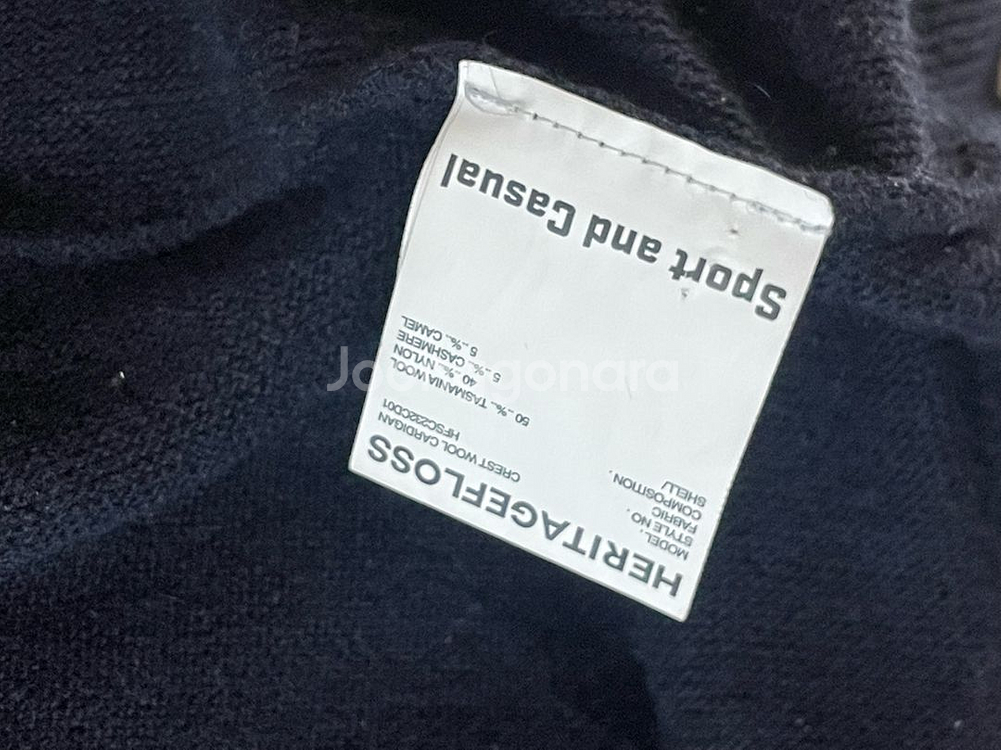 HERITAGEFLOSS
MODEL. CREST WOOL CARDIGAN
STYLE NO. HFSC232CD01
FABRIC
COMPOSITION.
SHELL/ 50...%... TASMANIA WOOL
40...%... NYLON
5...%... CASHMERE
5...%... CAMEL
Sport and Casual
Joonggonara